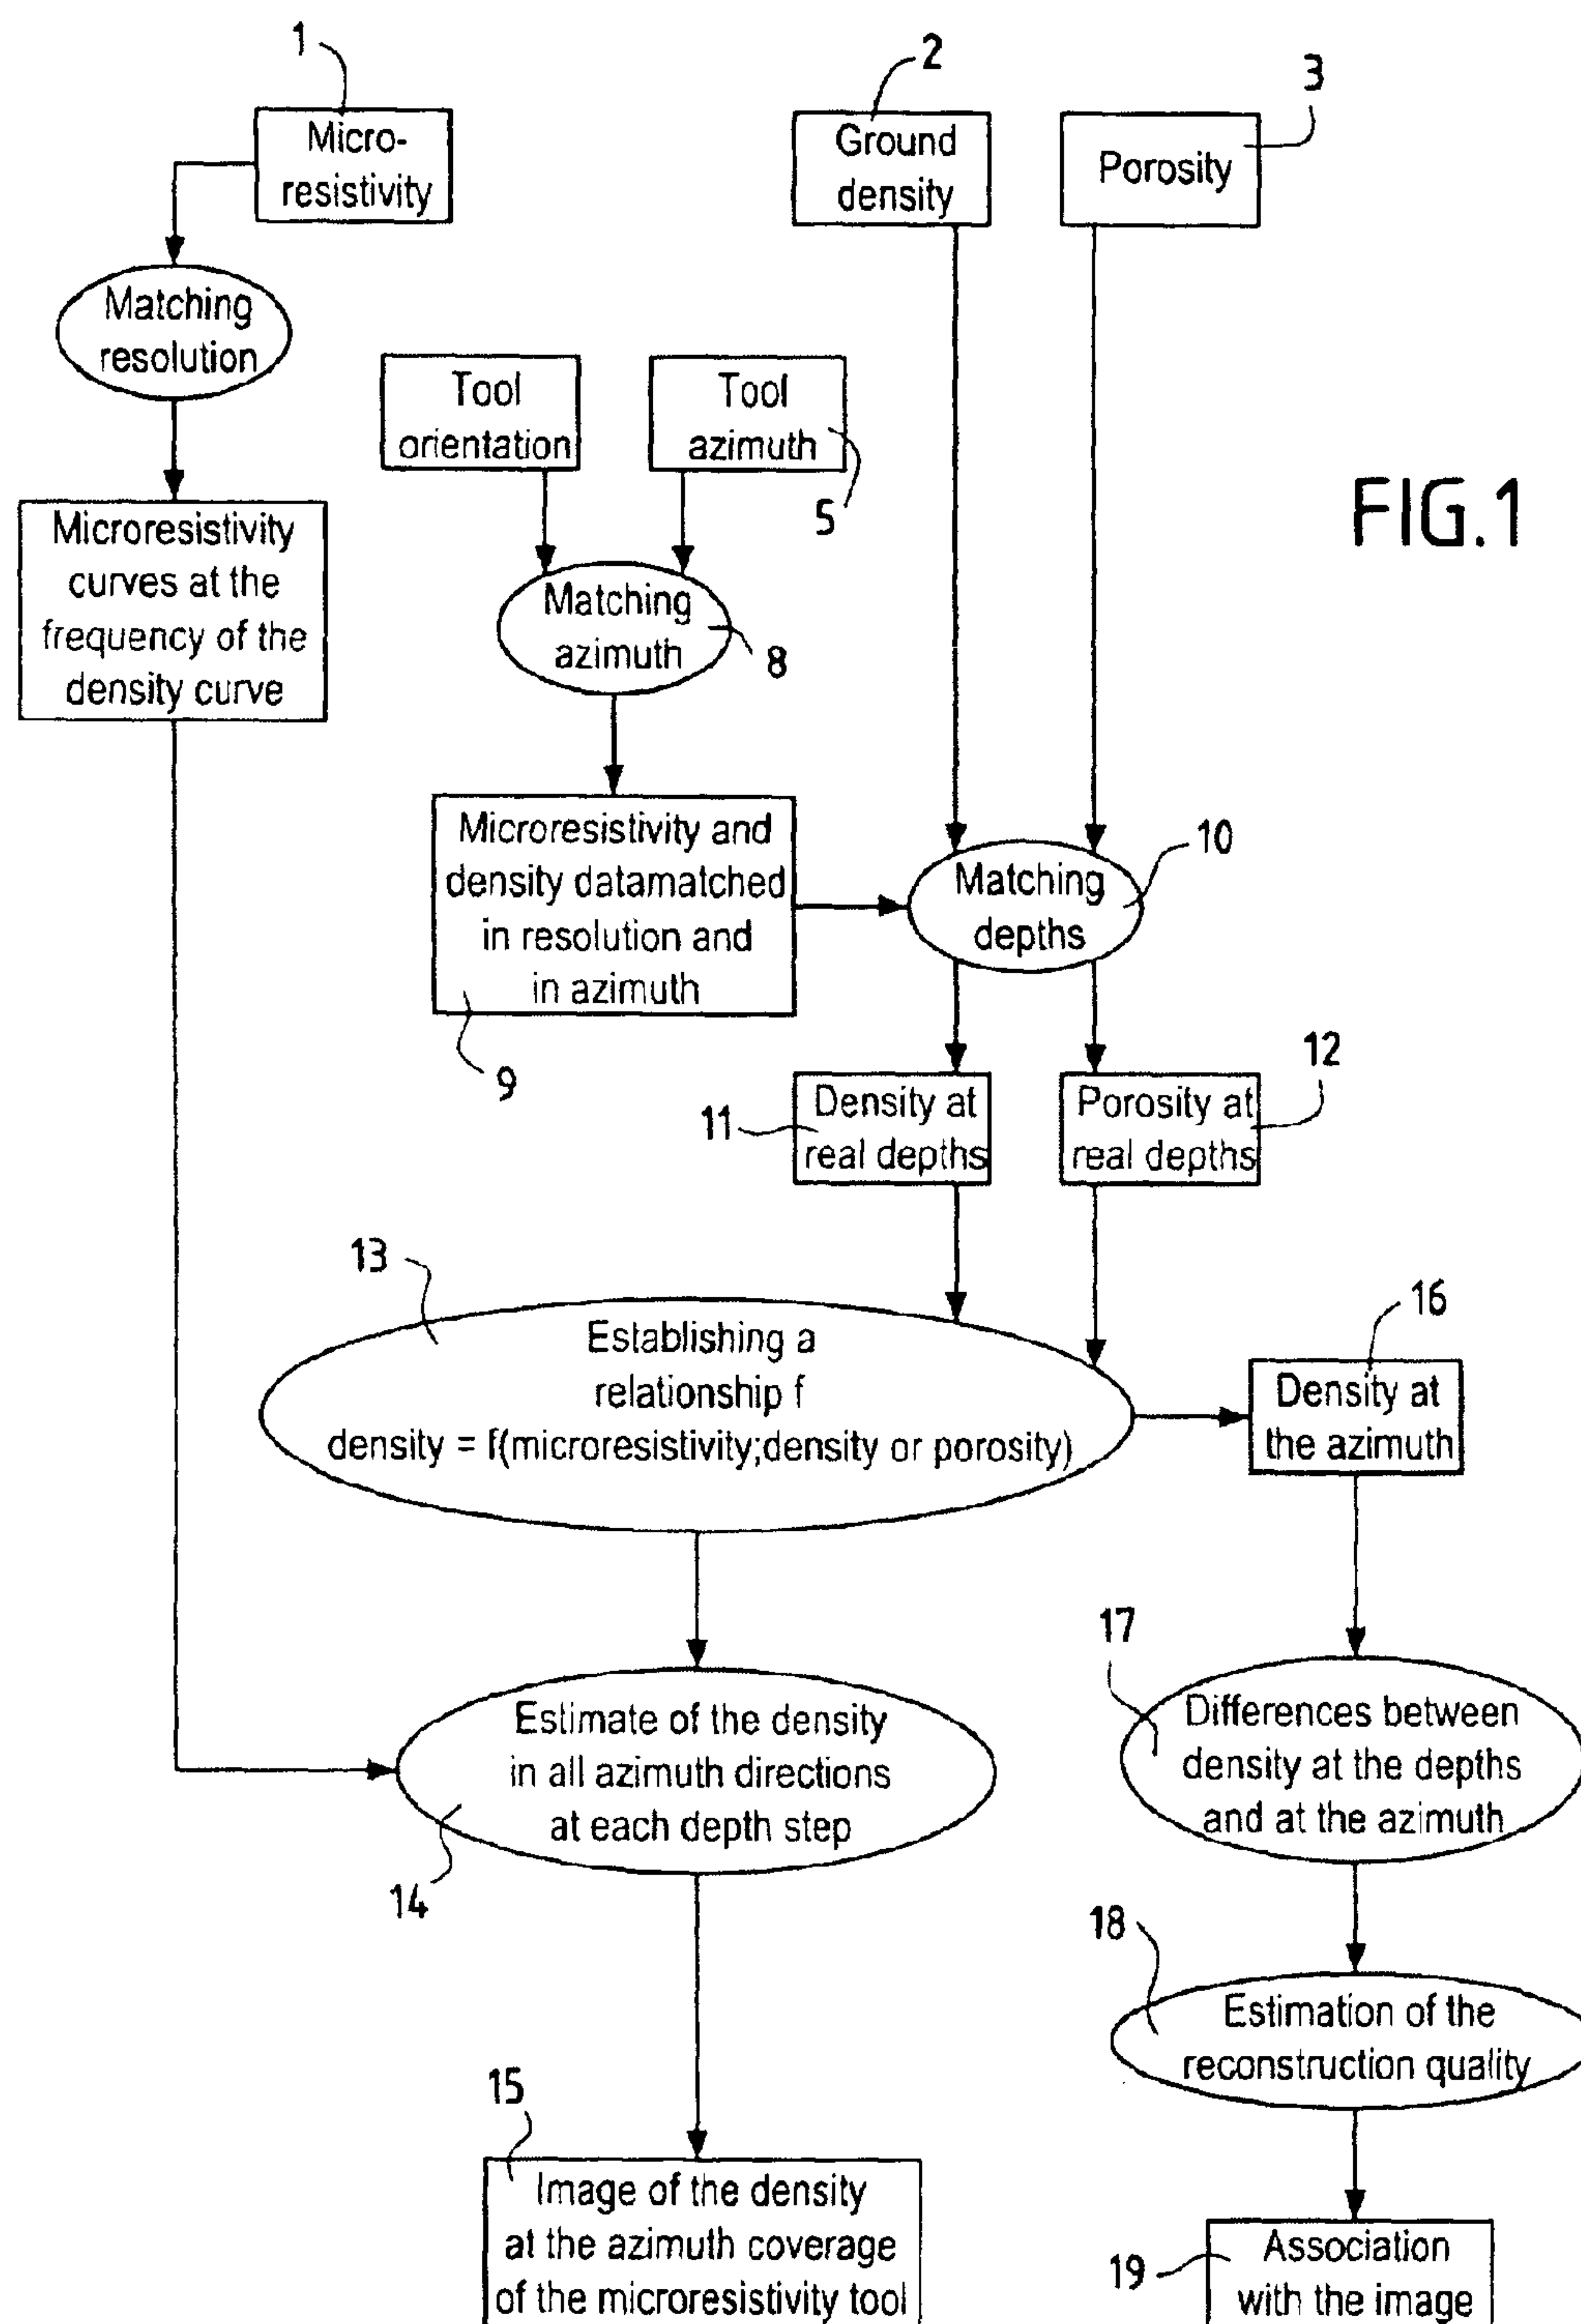 1
2
3
Micro-
resistivity
Ground
density
Porosity
Matching
resolution
Tool
orientation
Tool
azimuth
5
FIG.1
Microresistivity
curves at the
frequency of the
density curve
Matching
azimuth
8
Microresistivity and
density datamatched
in resolution and
in azimuth
9
Matching
depths
10
11
Density at
real depths
12
Porosity at
real depths
13
Establishing a
relationship f
density = f(microresistivity;density or porosity)
16
Density at
the azimuth
17
Differences between
density at the depths
and at the azimuth
Estimate of the density
in all azimuth directions
at each depth step
14
18
Estimation of the
reconstruction quality
15
Image of the density
at the azimuth coverage
of the microresistivity tool
19
Association
with the image